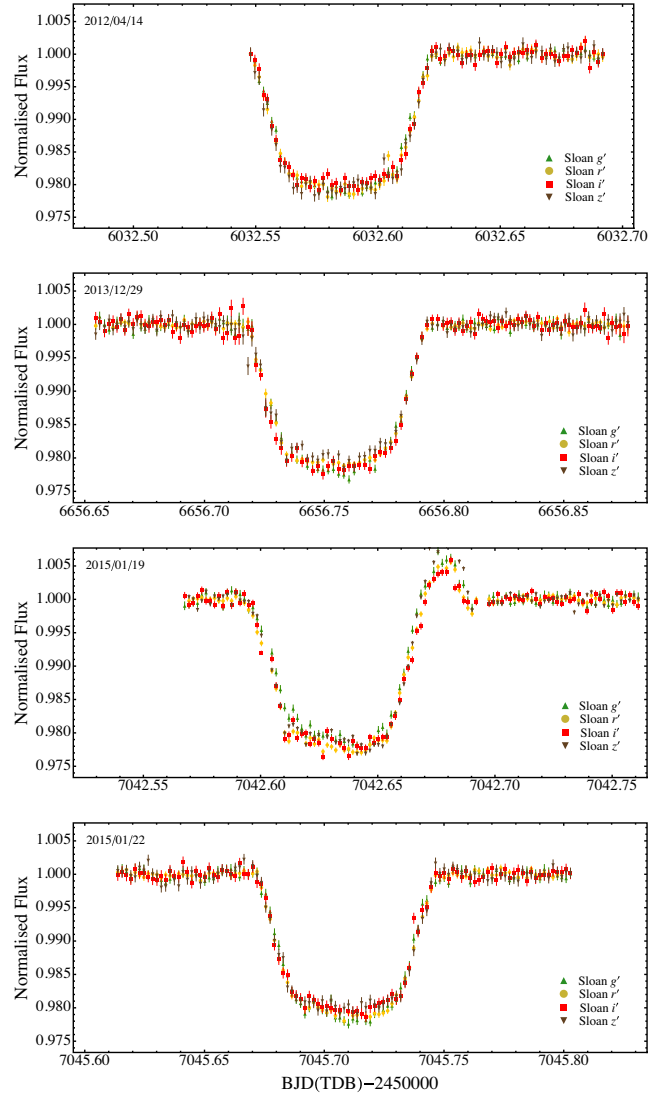 2012/04/14
1.005
1.000
0.995
0.990
0.985
0.980
0.975
Normalised Flux
Sloan g′
Sloan r′
Sloan i′
Sloan z′
6032.50 6032.55 6032.60 6032.65 6032.70
2013/12/29
1.005
1.000
0.995
0.990
0.985
0.980
0.975
Normalised Flux
Sloan g′
Sloan r′
Sloan i′
Sloan z′
6656.65 6656.70 6656.75 6656.80 6656.85
2015/01/19
1.005
1.000
0.995
0.990
0.985
0.980
0.975
Normalised Flux
Sloan g′
Sloan r′
Sloan i′
Sloan z′
7042.55 7042.60 7042.65 7042.70 7042.75
2015/01/22
1.005
1.000
0.995
0.990
0.985
0.980
0.975
Normalised Flux
Sloan g′
Sloan r′
Sloan i′
Sloan z′
7045.60 7045.65 7045.70 7045.75 7045.80
BJD(TDB)−2450000